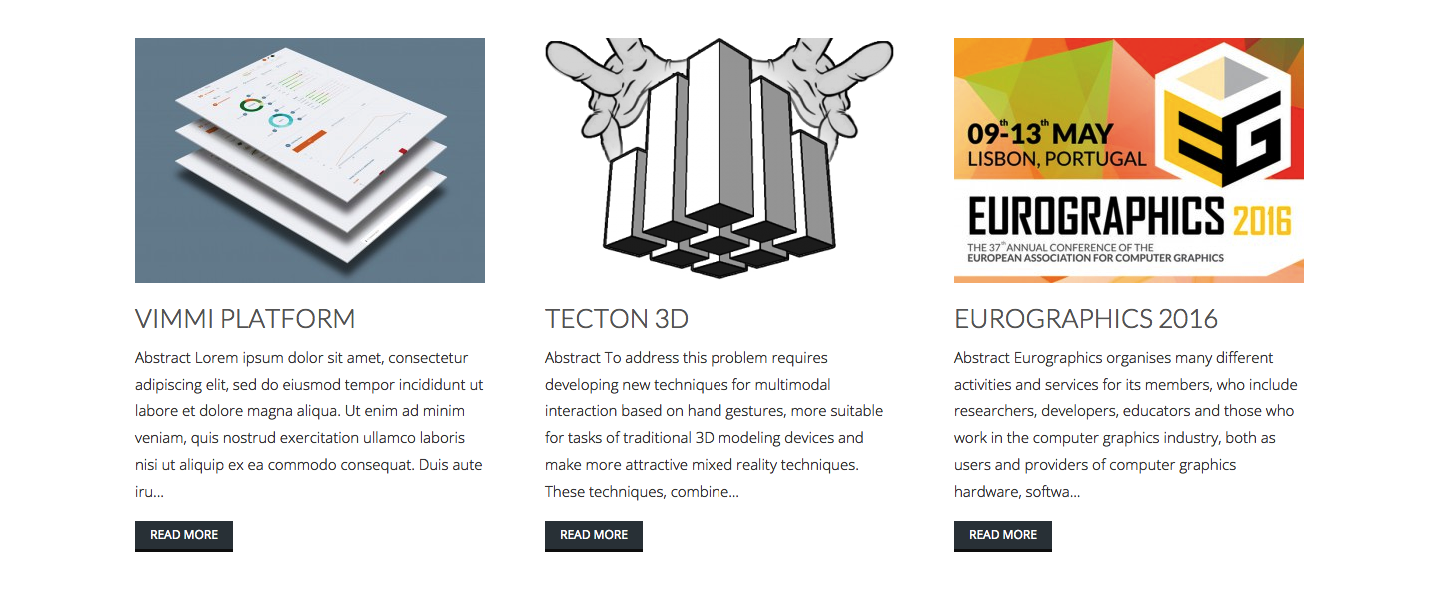 09th-13th MAY
LISBON, PORTUGAL
EG
EUROGRAPHICS 2016
THE 37th ANNUAL CONFERENCE OF THE
EUROPEAN ASSOCIATION FOR COMPUTER GRAPHICS
VIMMI PLATFORM
Abstract Lorem ipsum dolor sit amet, consectetur
adipiscing elit, sed do eiusmod tempor incididunt ut
labore et dolore magna aliqua. Ut enim ad minim
veniam, quis nostrud exercitation ullamco laboris
nisi ut aliquip ex ea commodo consequat. Duis aute
iru...
READ MORE
TECTON 3D
Abstract To address this problem requires
developing new techniques for multimodal
interaction based on hand gestures, more suitable
for tasks of traditional 3D modeling devices and
make more attractive mixed reality techniques.
These techniques, combine...
READ MORE
EUROGRAPHICS 2016
Abstract Eurographics organises many different
activities and services for its members, who include
researchers, developers, educators and those who
work in the computer graphics industry, both as
users and providers of computer graphics
hardware, softwa...
READ MORE